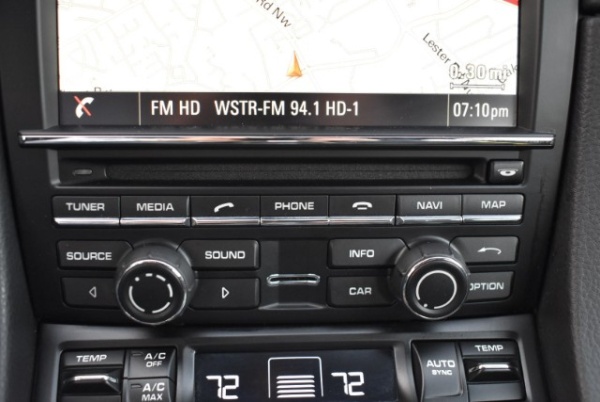 Rd Nw
Lester
0.30 mi
FM HD WSTR-FM 94.1 HD-1 07:10pm
TUNER MEDIA PHONE NAVI MAP
SOURCE SOUND INFO
CAR OPTION
TEMP A/C OFF AUTO SYNC TEMP
A/C MAX
72 72